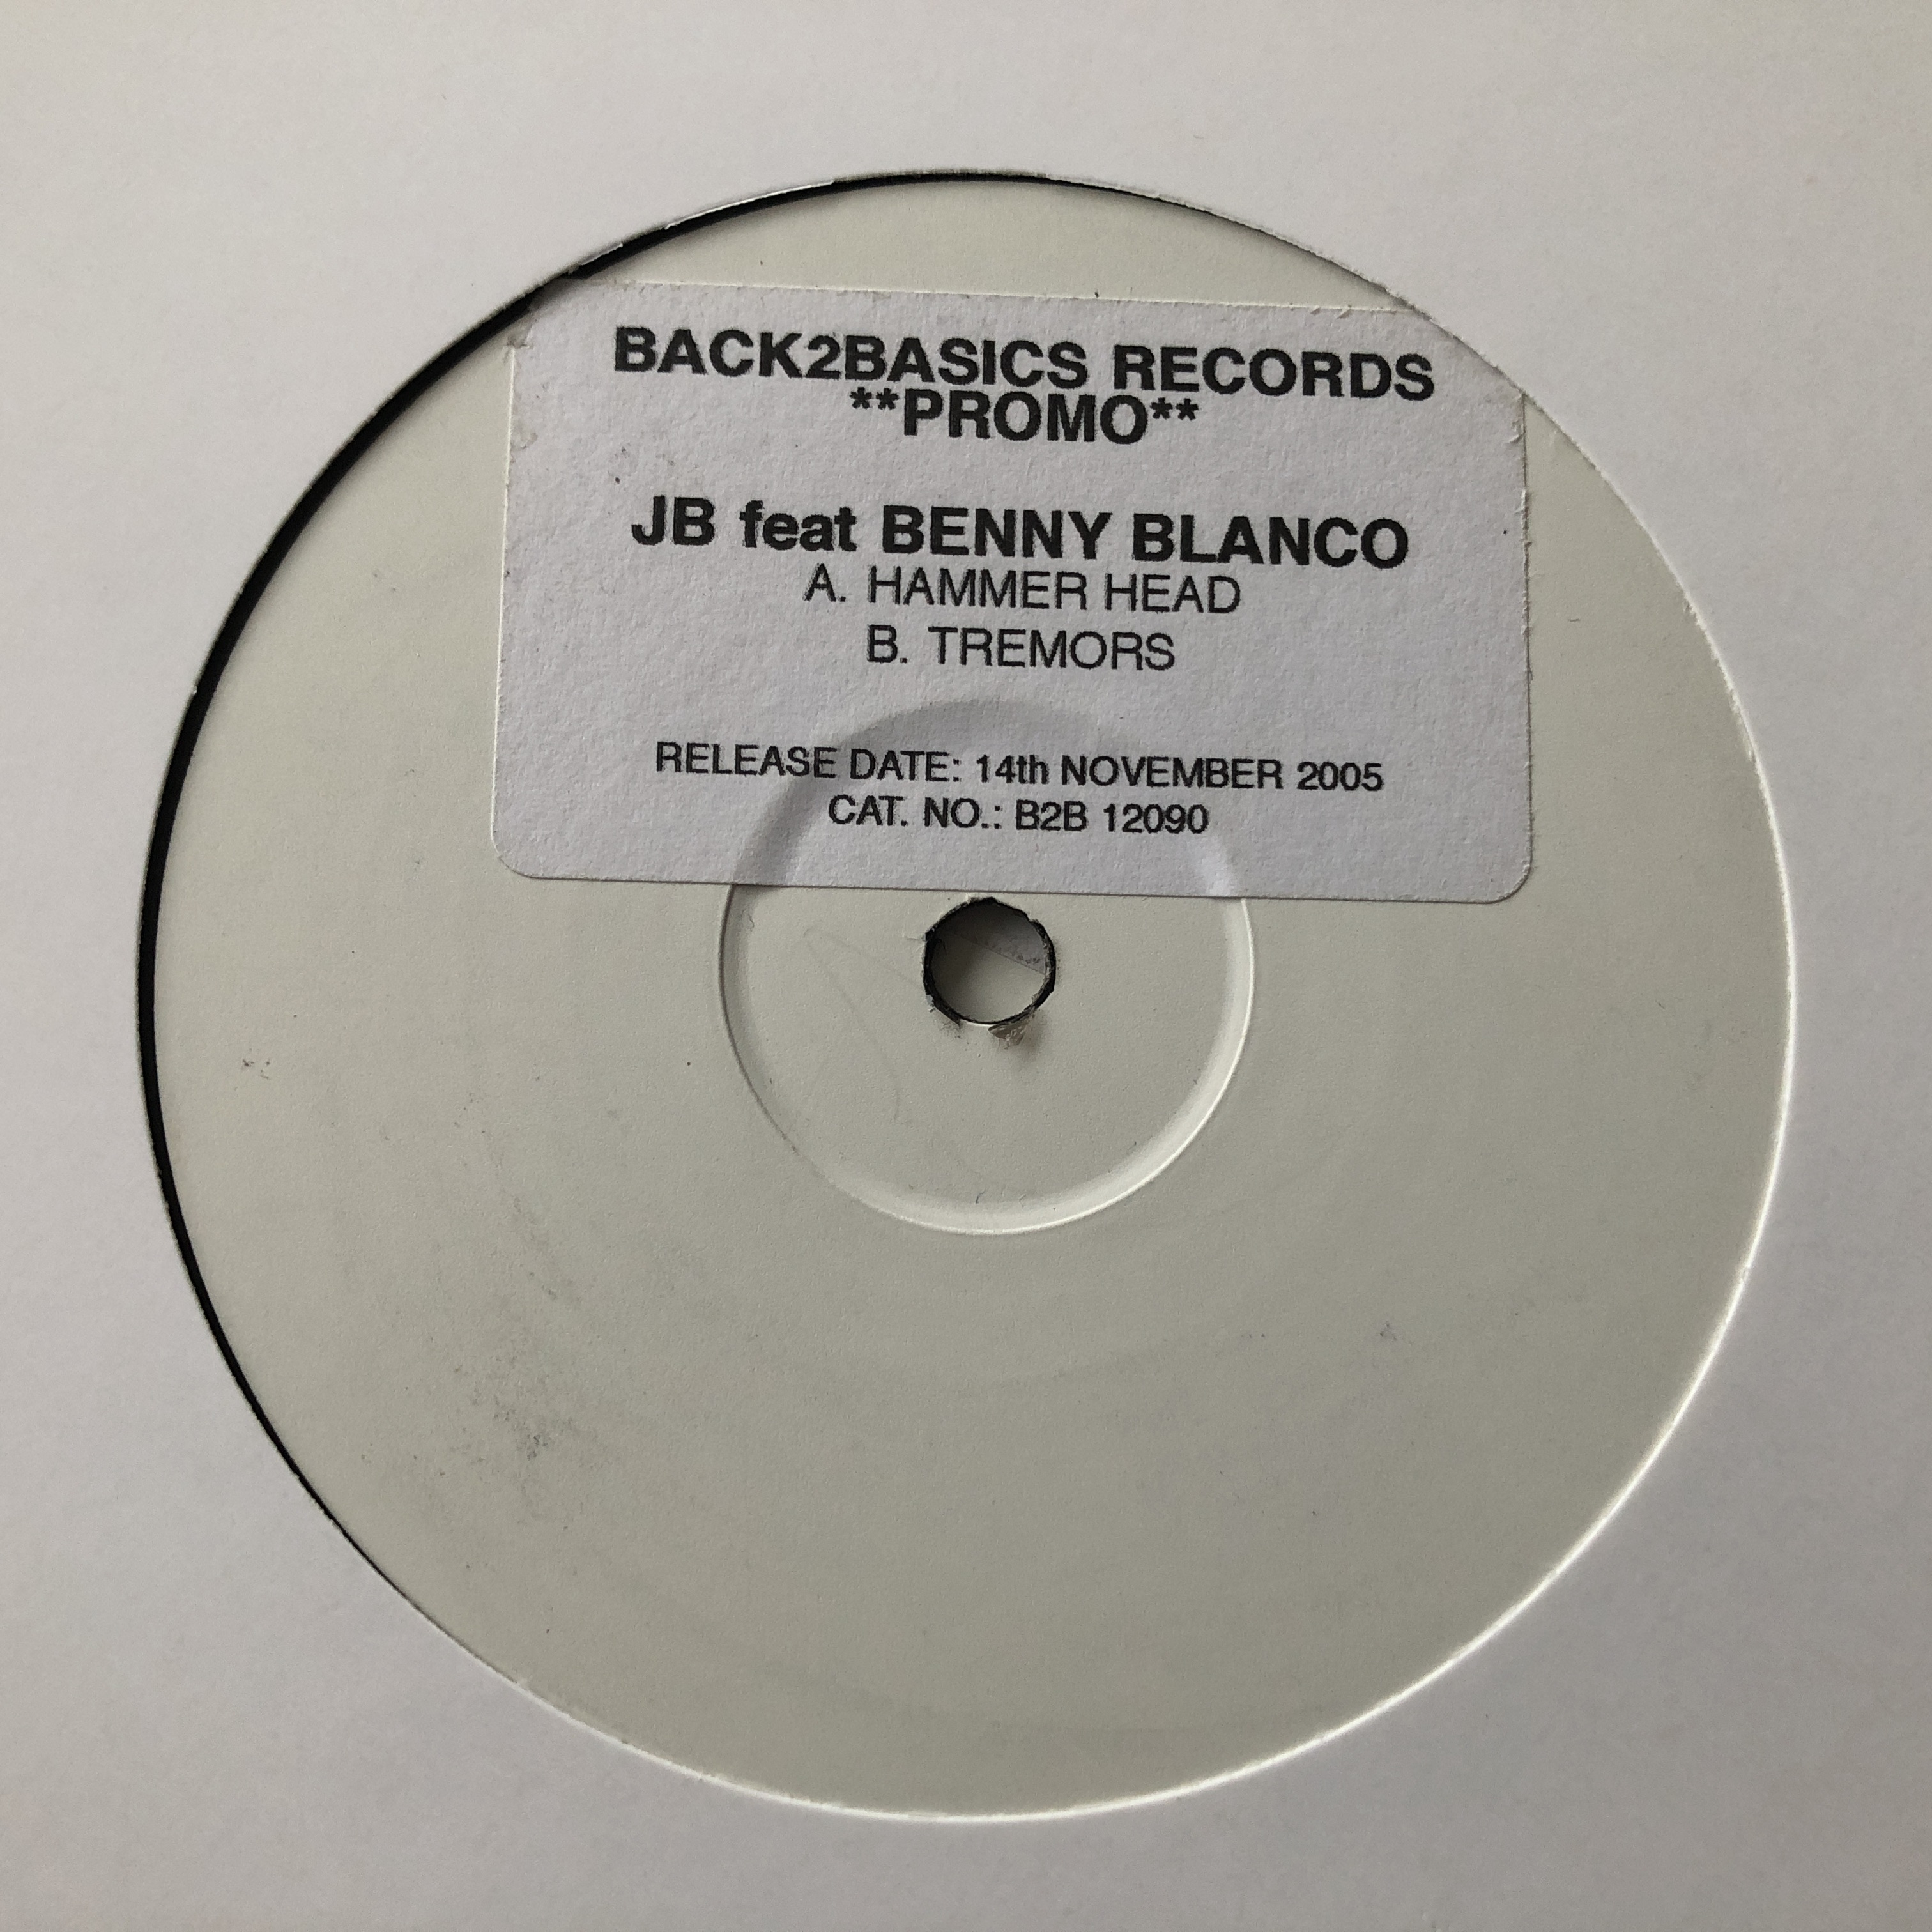 BACK2BASICS RECORDS
**PROMO**
JB feat BENNY BLANCO
A. HAMMER HEAD
B. TREMORS
RELEASE DATE: 14th NOVEMBER 2005
CAT. NO.: B2B 12090